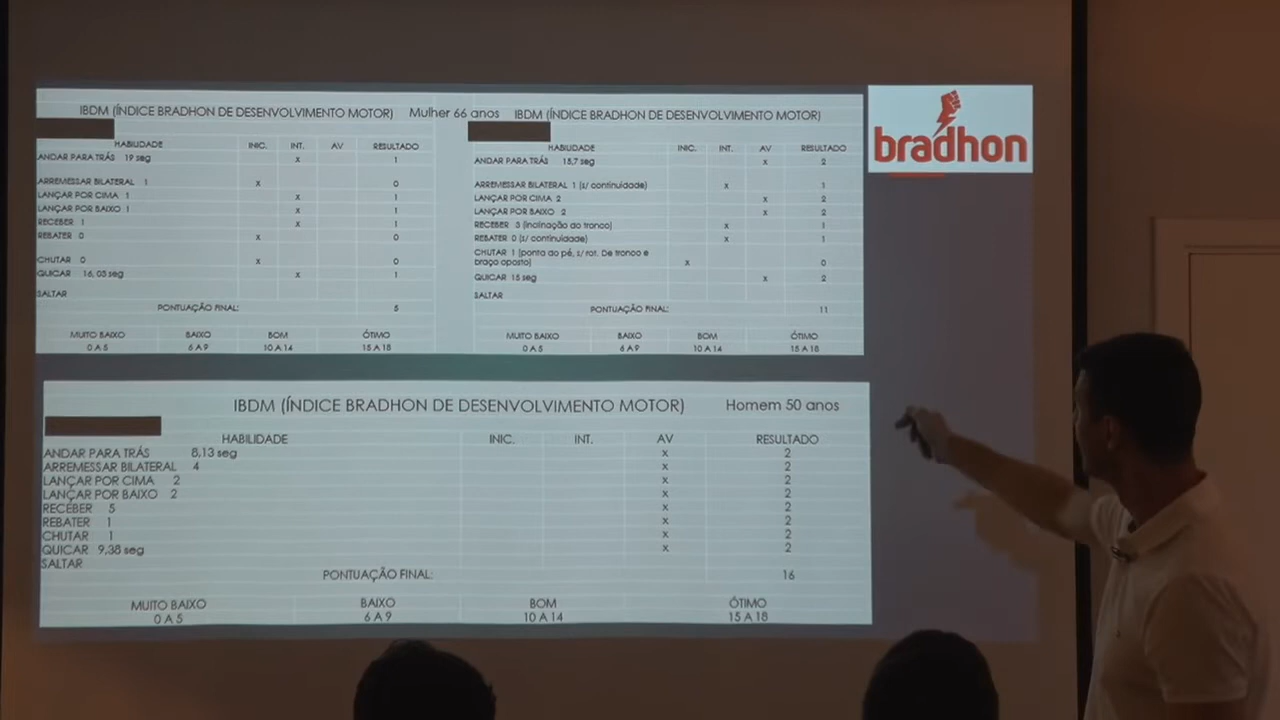 IBDM (ÍNDICE BRADHON DE DESENVOLVIMENTO MOTOR) Mulher 66 anos
HABILIDADE INIC. INT. AV RESULTADO
ANDAR PARA TRÁS 19 seg x 1
ARREMESSAR BILATERAL 1 x 0
LANÇAR POR CIMA 1 x 1
LANÇAR POR BAIXO 1 x 1
RECEBER 1 x 1
REBATER 0 x 0
CHUTAR 0 x 0
QUICAR 16, 03 seg x 1
SALTAR
PONTUAÇÃO FINAL: 5
MUITO BAIXO BAIXO BOM ÓTIMO
0 A 5 6 A 9 10 A 14 15 A 18
IBDM (ÍNDICE BRADHON DE DESENVOLVIMENTO MOTOR)
HABILIDADE INIC. INT. AV RESULTADO
ANDAR PARA TRÁS 15,7 seg x 2
ARREMESSAR BILATERAL 1 (s/ continuidade) x 1
LANÇAR POR CIMA 2 x 2
LANÇAR POR BAIXO 2 x 2
RECEBER 3 (inclinação do tronco) x 1
REBATER 0 (s/ continuidade) x 1
CHUTAR 1 (ponta do pé, s/ rot. De tronco e
braço oposto) x 0
QUICAR 15 seg x 2
SALTAR
PONTUAÇÃO FINAL: 11
MUITO BAIXO BAIXO BOM ÓTIMO
0 A 5 6 A 9 10 A 14 15 A 18
bradhon
IBDM (ÍNDICE BRADHON DE DESENVOLVIMENTO MOTOR) Homem 50 anos
HABILIDADE INIC. INT. AV RESULTADO
ANDAR PARA TRÁS 8,13 seg x 2
ARREMESSAR BILATERAL 4 x 2
LANÇAR POR CIMA 2 x 2
LANÇAR POR BAIXO 2 x 2
RECEBER 5 x 2
REBATER 1 x 2
CHUTAR 1 x 2
QUICAR 9,38 seg x 2
SALTAR
PONTUAÇÃO FINAL: 16
MUITO BAIXO BAIXO BOM ÓTIMO
0 A 5 6 A 9 10 A 14 15 A 18